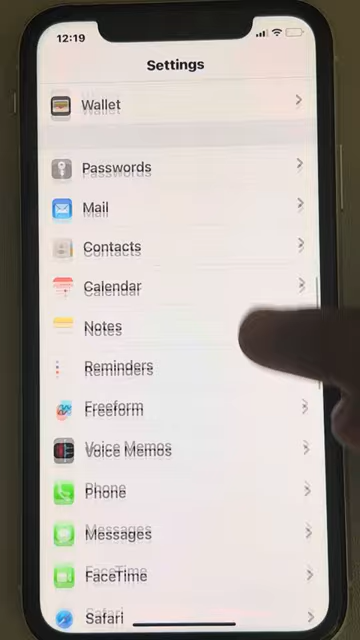 12:19
Settings
Wallet
Passwords
Mail
Contacts
Calendar
Notes
Reminders
Freeform
Voice Memos
Phone
Messages
FaceTime
Safari